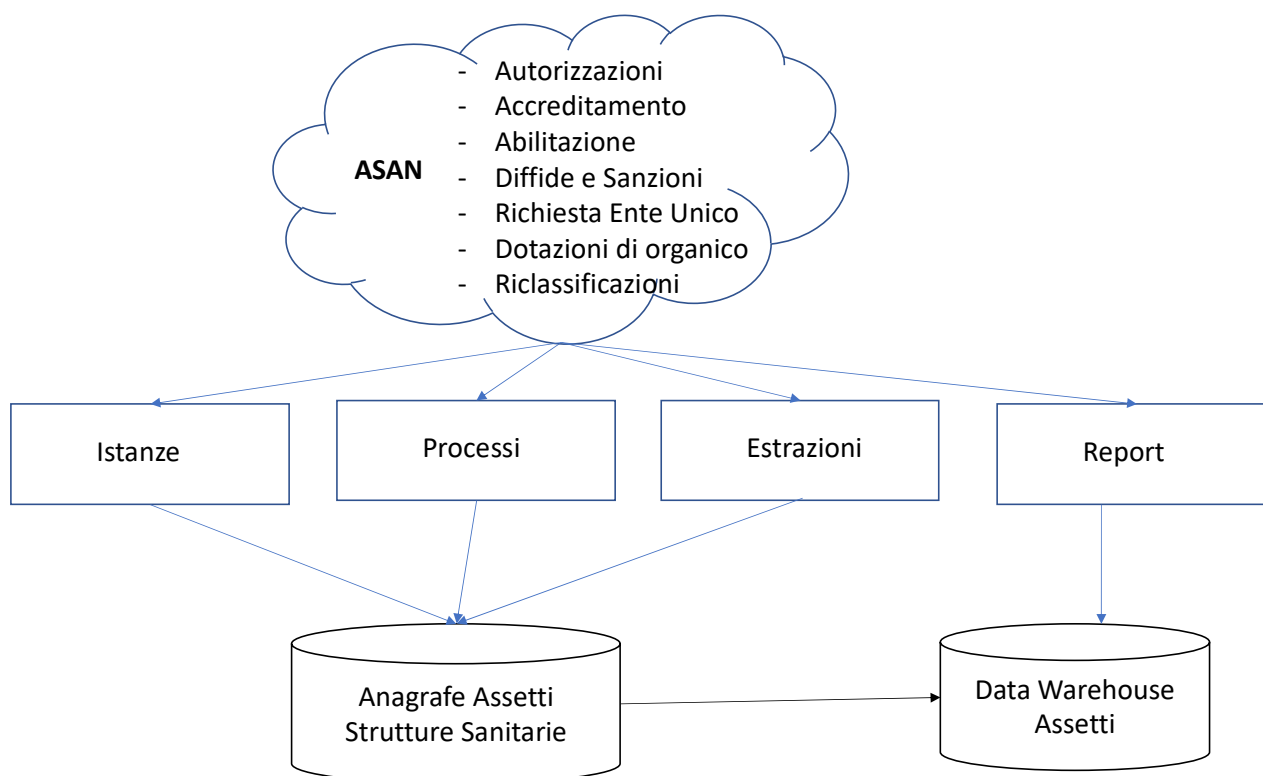 - Autorizzazioni
- Accreditamento
- Abilitazione
ASAN
- Diffide e Sanzioni
- Richiesta Ente Unico
- Dotazioni di organico
- Riclassificazioni
Istanze
Processi
Estrazioni
Report
Anagrafe Assetti
Strutture Sanitarie
Data Warehouse
Assetti